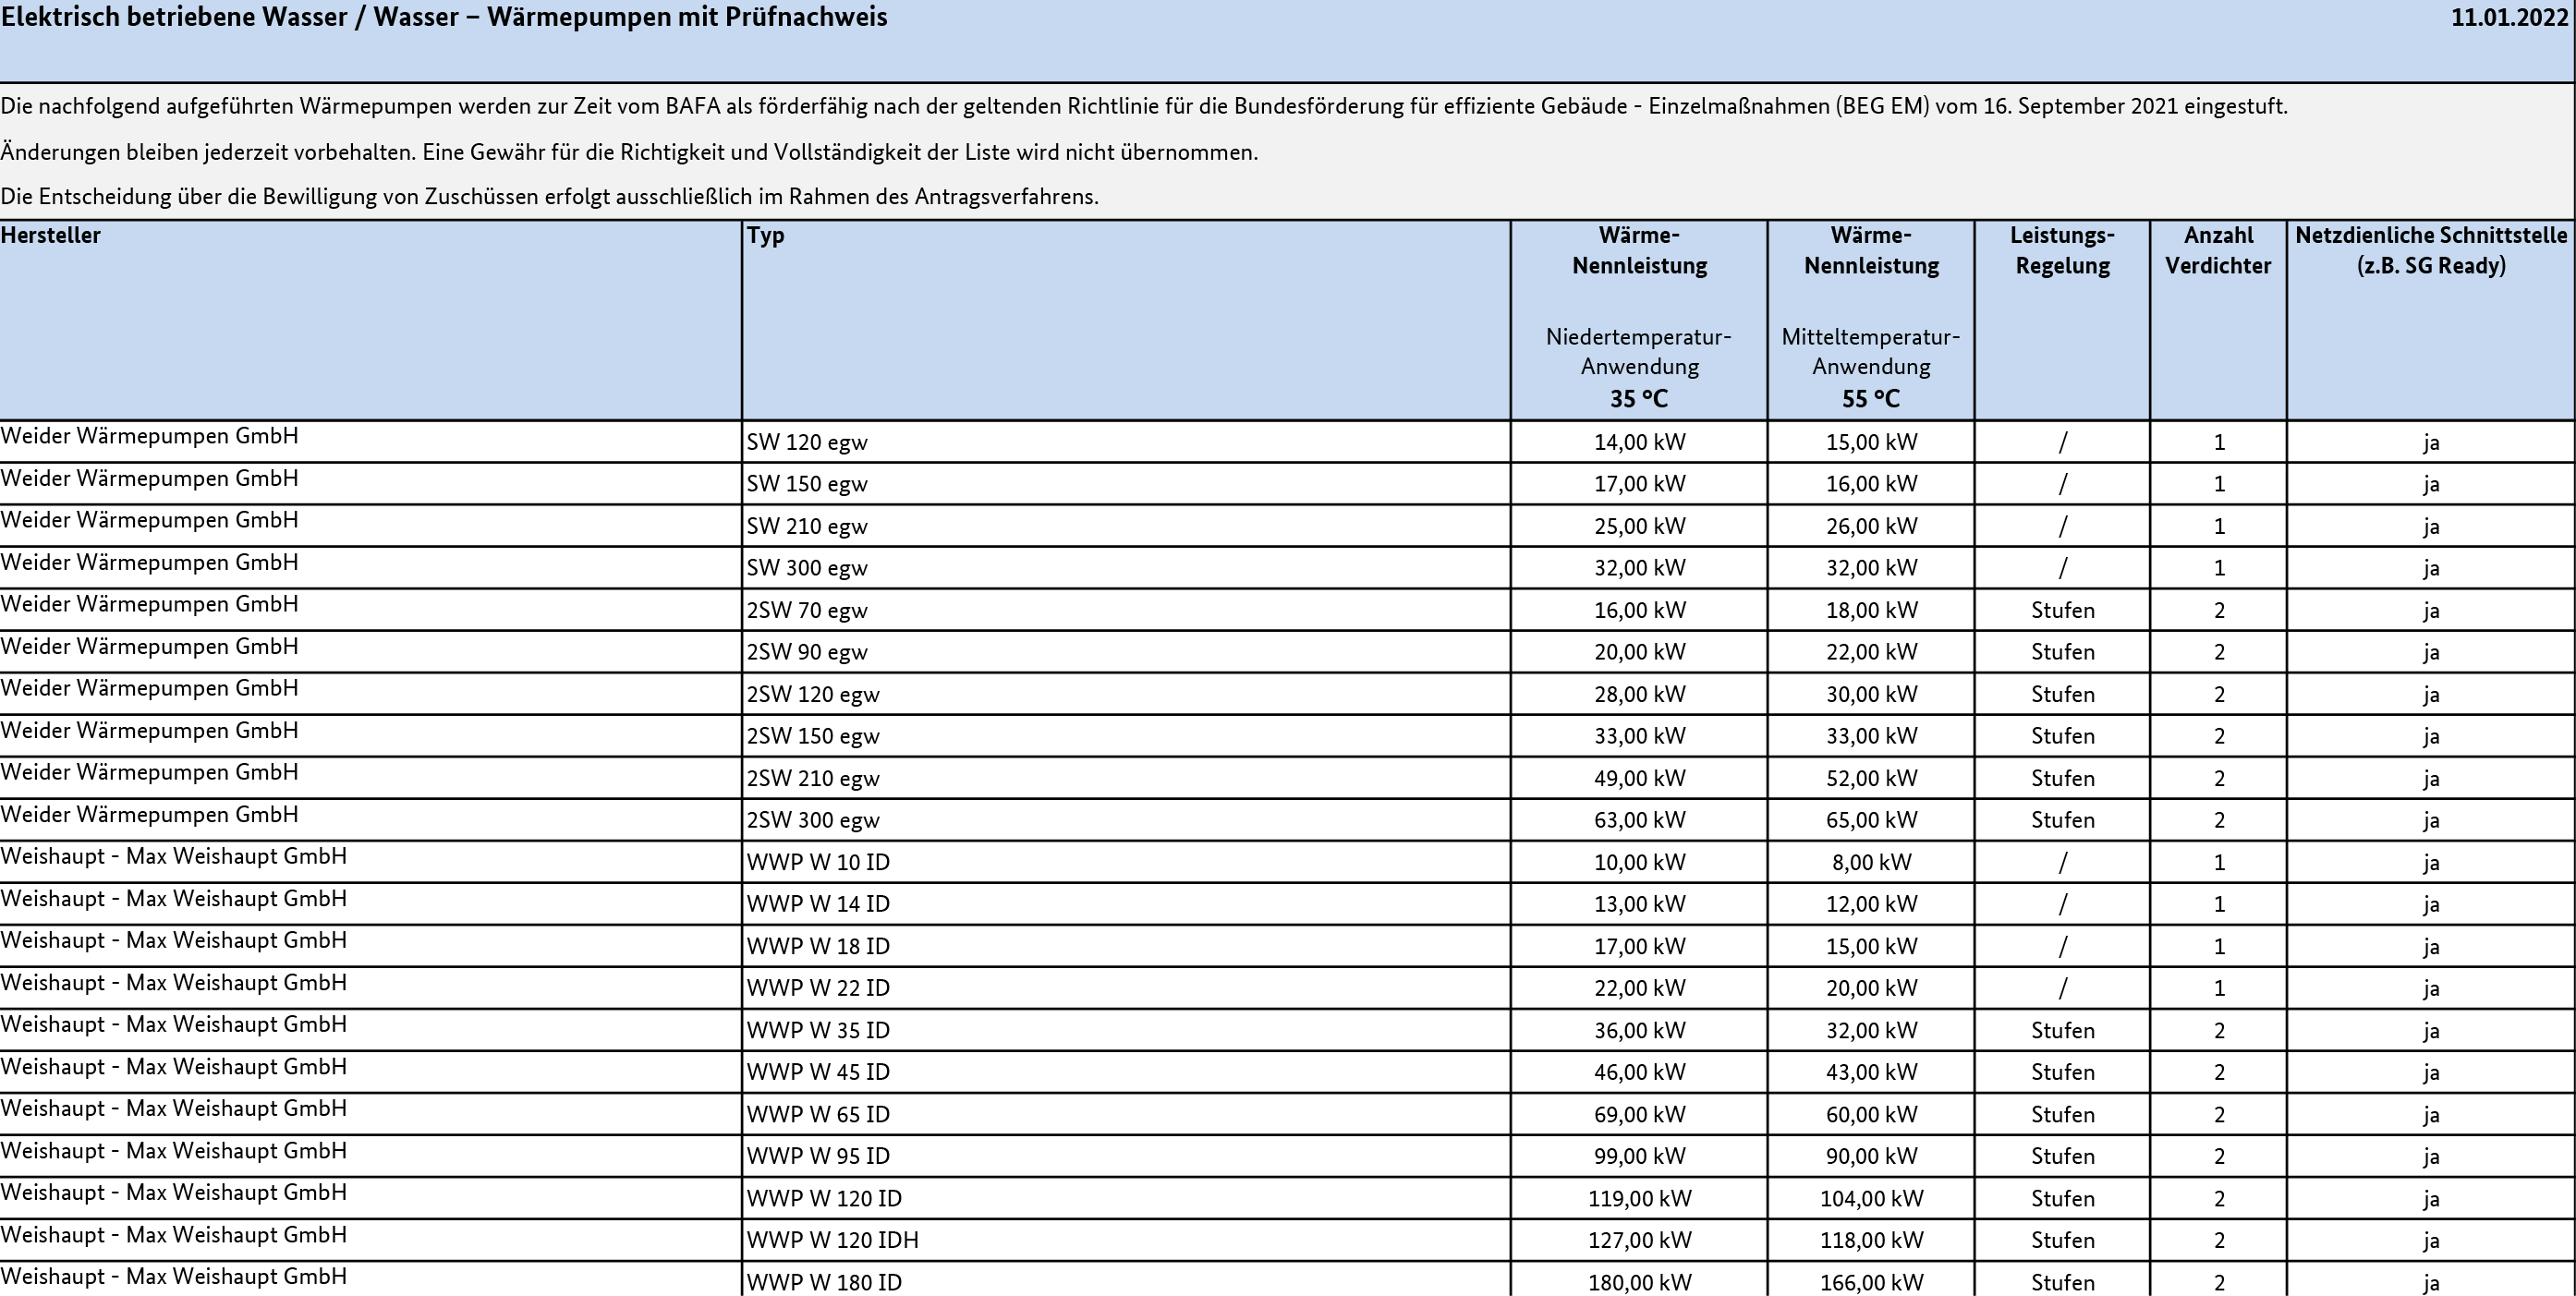 Elektrisch betriebene Wasser / Wasser – Wärmepumpen mit Prüfnachweis 11.01.2022
Die nachfolgend aufgeführten Wärmepumpen werden zur Zeit vom BAFA als förderfähig nach der geltenden Richtlinie für die Bundesförderung für effiziente Gebäude - Einzelmaßnahmen (BEG EM) vom 16. September 2021 eingestuft.
Änderungen bleiben jederzeit vorbehalten. Eine Gewähr für die Richtigkeit und Vollständigkeit der Liste wird nicht übernommen.
Die Entscheidung über die Bewilligung von Zuschüssen erfolgt ausschließlich im Rahmen des Antragsverfahrens.
Hersteller Typ Wärme- Wärme- Leistungs- Anzahl Netzdienliche Schnittstelle
Nennleistung Nennleistung Regelung Verdichter (z.B. SG Ready)
Niedertemperatur- Mitteltemperatur-
Anwendung Anwendung
35 °C 55 °C
Weider Wärmepumpen GmbH SW 120 egw 14,00 kW 15,00 kW / 1 ja
Weider Wärmepumpen GmbH SW 150 egw 17,00 kW 16,00 kW / 1 ja
Weider Wärmepumpen GmbH SW 210 egw 25,00 kW 26,00 kW / 1 ja
Weider Wärmepumpen GmbH SW 300 egw 32,00 kW 32,00 kW / 1 ja
Weider Wärmepumpen GmbH 2SW 70 egw 16,00 kW 18,00 kW Stufen 2 ja
Weider Wärmepumpen GmbH 2SW 90 egw 20,00 kW 22,00 kW Stufen 2 ja
Weider Wärmepumpen GmbH 2SW 120 egw 28,00 kW 30,00 kW Stufen 2 ja
Weider Wärmepumpen GmbH 2SW 150 egw 33,00 kW 33,00 kW Stufen 2 ja
Weider Wärmepumpen GmbH 2SW 210 egw 49,00 kW 52,00 kW Stufen 2 ja
Weider Wärmepumpen GmbH 2SW 300 egw 63,00 kW 65,00 kW Stufen 2 ja
Weishaupt - Max Weishaupt GmbH WWP W 10 ID 10,00 kW 8,00 kW / 1 ja
Weishaupt - Max Weishaupt GmbH WWP W 14 ID 13,00 kW 12,00 kW / 1 ja
Weishaupt - Max Weishaupt GmbH WWP W 18 ID 17,00 kW 15,00 kW / 1 ja
Weishaupt - Max Weishaupt GmbH WWP W 22 ID 22,00 kW 20,00 kW / 1 ja
Weishaupt - Max Weishaupt GmbH WWP W 35 ID 36,00 kW 32,00 kW Stufen 2 ja
Weishaupt - Max Weishaupt GmbH WWP W 45 ID 46,00 kW 43,00 kW Stufen 2 ja
Weishaupt - Max Weishaupt GmbH WWP W 65 ID 69,00 kW 60,00 kW Stufen 2 ja
Weishaupt - Max Weishaupt GmbH WWP W 95 ID 99,00 kW 90,00 kW Stufen 2 ja
Weishaupt - Max Weishaupt GmbH WWP W 120 ID 119,00 kW 104,00 kW Stufen 2 ja
Weishaupt - Max Weishaupt GmbH WWP W 120 IDH 127,00 kW 118,00 kW Stufen 2 ja
Weishaupt - Max Weishaupt GmbH WWP W 180 ID 180,00 kW 166,00 kW Stufen 2 ja